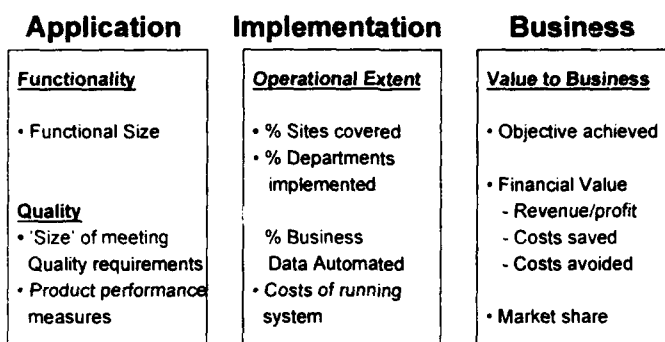 Application
Functionality
• Functional Size
Quality
• 'Size' of meeting
Quality requirements
• Product performance
measures
Implementation
Operational Extent
• % Sites covered
• % Departments
implemented
% Business
Data Automated
• Costs of running
system
Business
Value to Business
• Objective achieved
• Financial Value
- Revenue/profit
- Costs saved
- Costs avoided
• Market share